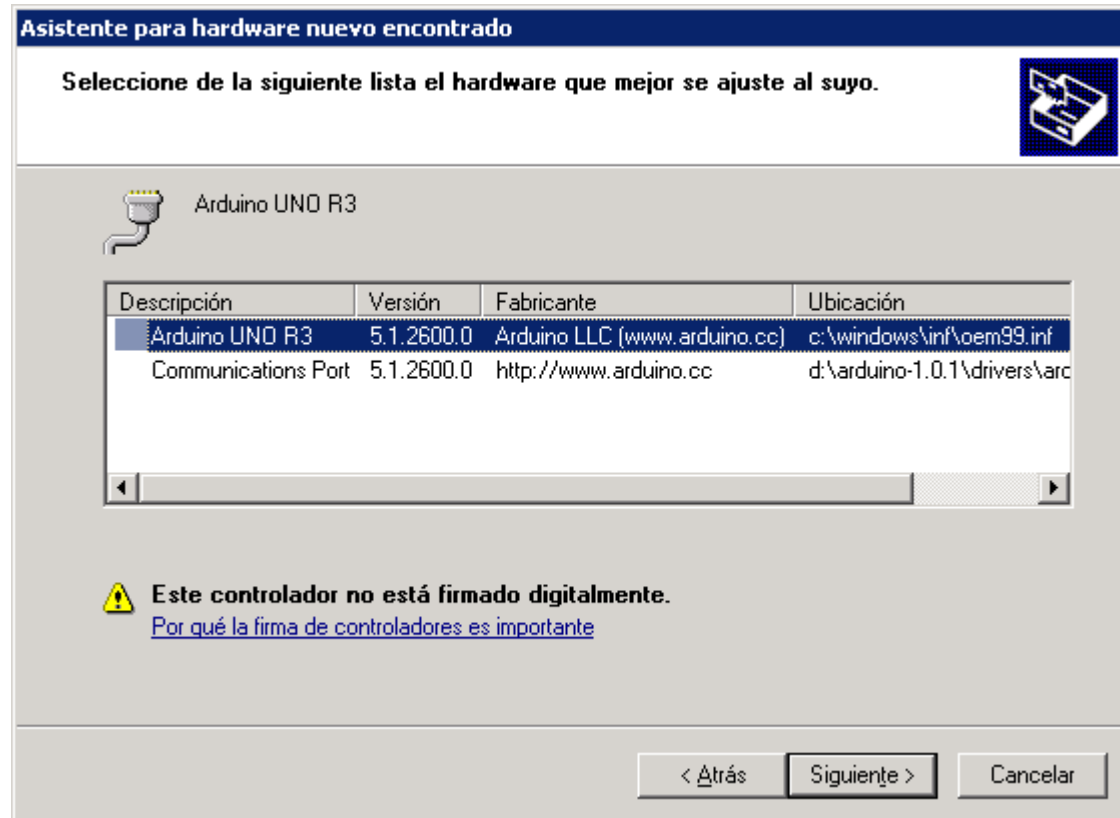 Asistente para hardware nuevo encontrado
Seleccione de la siguiente lista el hardware que mejor se ajuste al suyo.
Arduino UNO R3
Descripción Versión Fabricante Ubicación
Arduino UNO R3 5.1.2600.0 Arduino LLC (www.arduino.cc) c:\windows\inf\oem99.inf
Communications Port 5.1.2600.0 http://www.arduino.cc d:\arduino-1.0.1\drivers\arc
Este controlador no está firmado digitalmente.
Por qué la firma de controladores es importante
< Atrás Siguiente > Cancelar